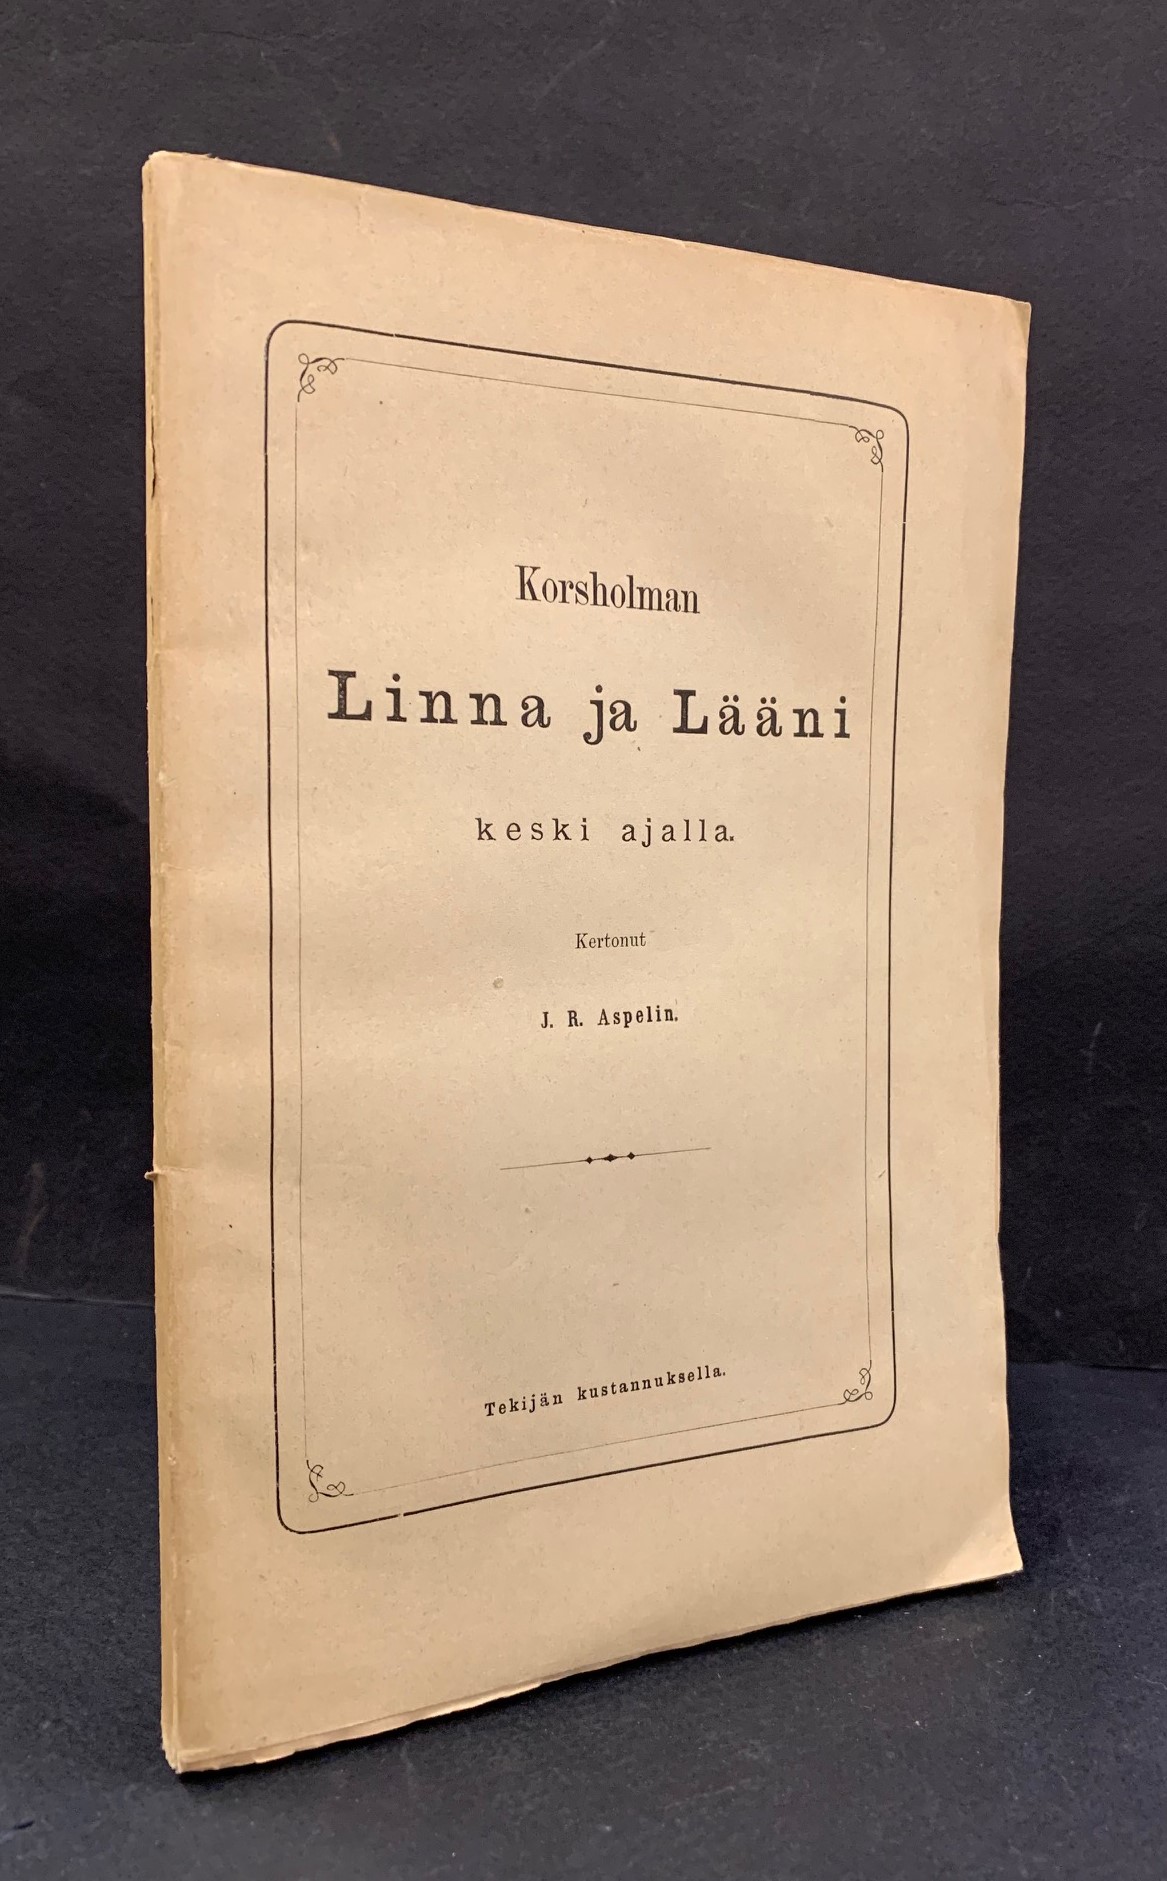 Korsholman
Linna ja Lääni
keski ajalla.
Kertonut
J. R. Aspelin.
Tekijän kustannuksella.